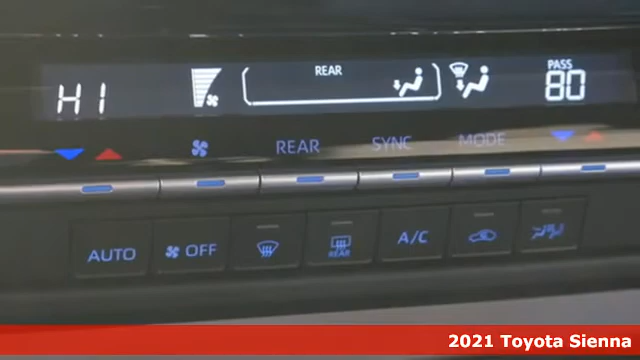 REAR
PASS
HI 80
REAR SYNC MODE
AUTO OFF REAR A/C
2021 Toyota Sienna